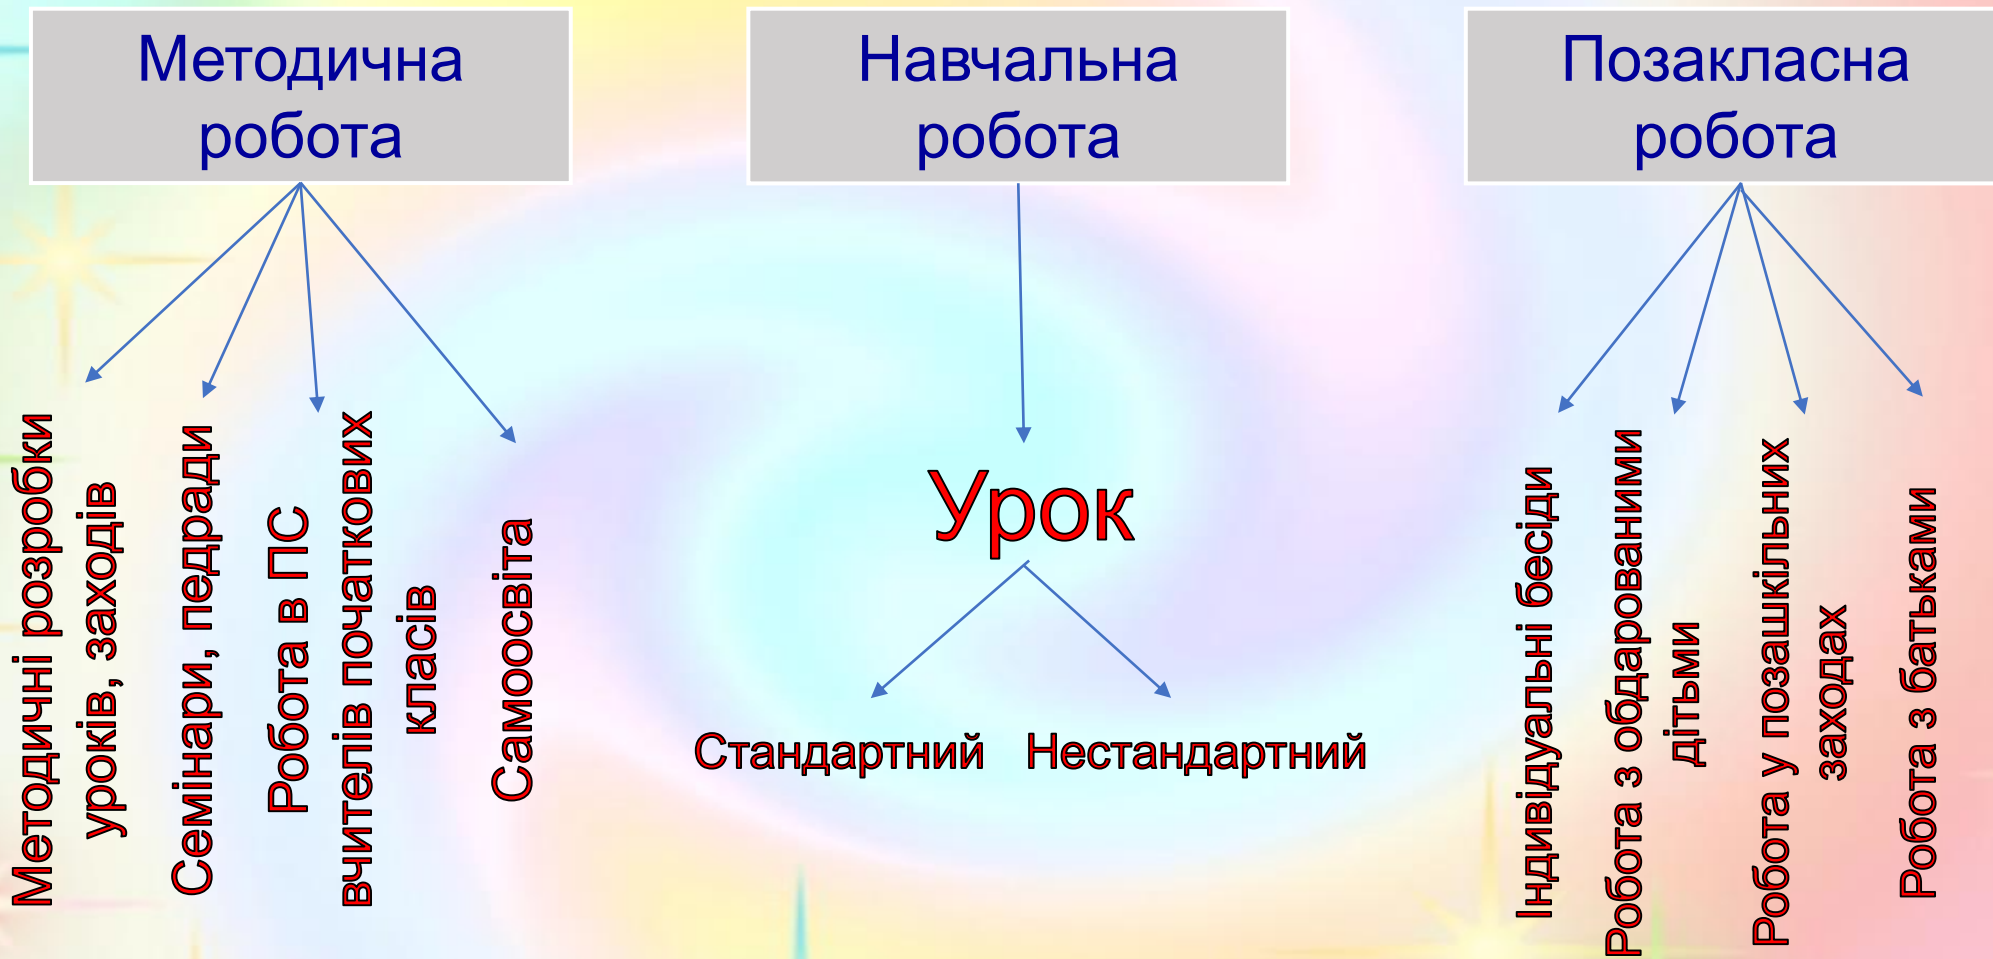 Методична
робота
Навчальна
робота
Позакласна
робота
Методичні розробки
уроків, заходів
Семінари, педради
Робота в ПС
вчителів початкових
класів
Самоосвіта
Урок
Стандартний
Нестандартний
Індивідуальні бесіди
Робота з обдарованими
дітьми
Робота у позашкільних
заходах
Робота з батьками